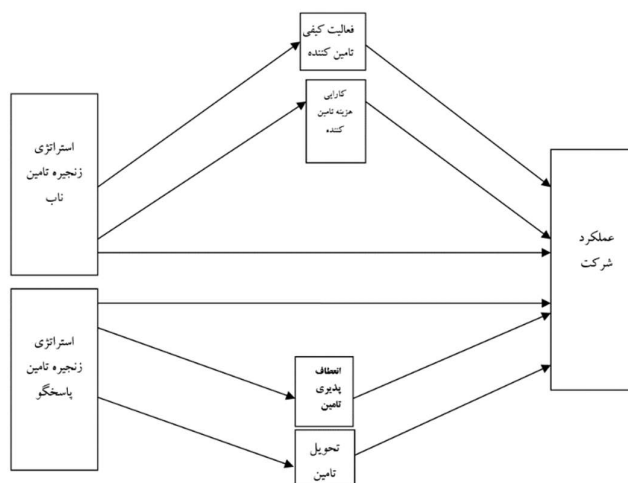 فعالیت کیفی
تامین کننده
کارایی
هزینه تامین
کننده
استراتژی
زنجیره تامین
ناب
عملکرد
شرکت
استراتژی
زنجیره تامین
پاسخگو
انعطاف
پذیری
تامین
تحویل
تامین